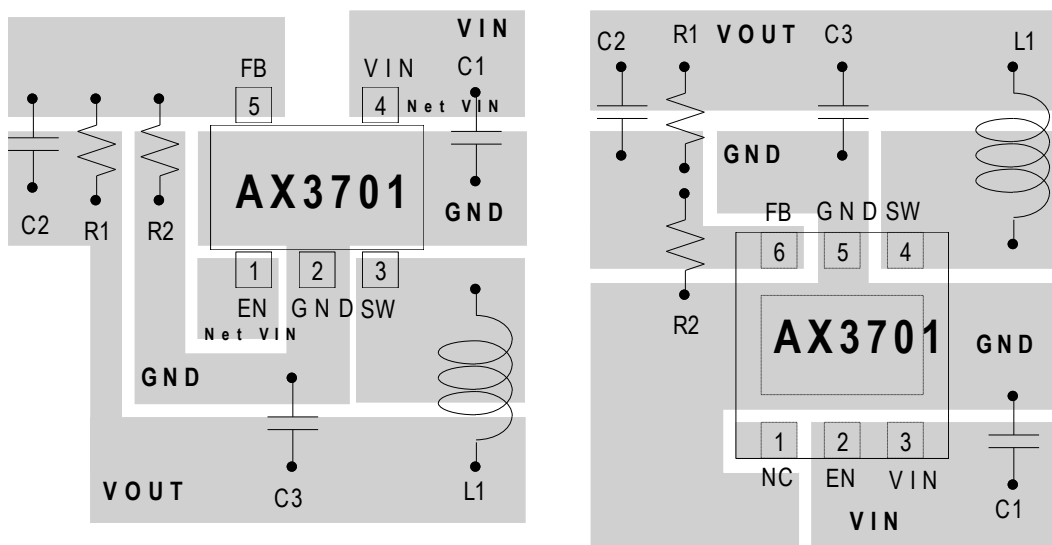 VIN
FB
VIN
C1
5
4
Net VIN
AX3701
GND
C2
R1
R2
1
2
3
EN
GND
SW
Net VIN
GND
VOUT
C3
L1
C2
R1
VOUT
C3
L1
GND
FB
GND
SW
6
5
4
R2
AX3701
GND
1
2
3
NC
EN
VIN
C1
VIN